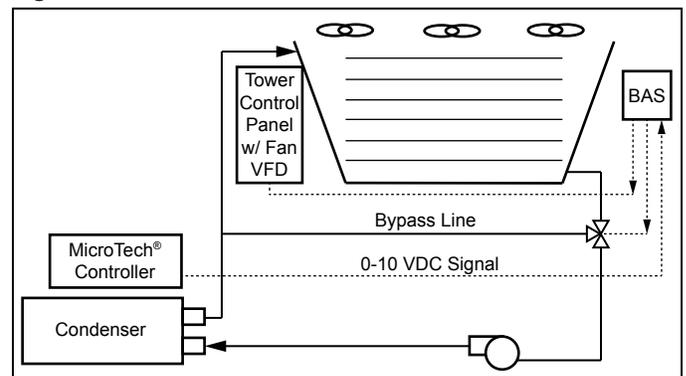 Tower
Control
Panel
w/ Fan
VFD
BAS
Bypass Line
MicroTech®
Controller
0-10 VDC Signal
Condenser